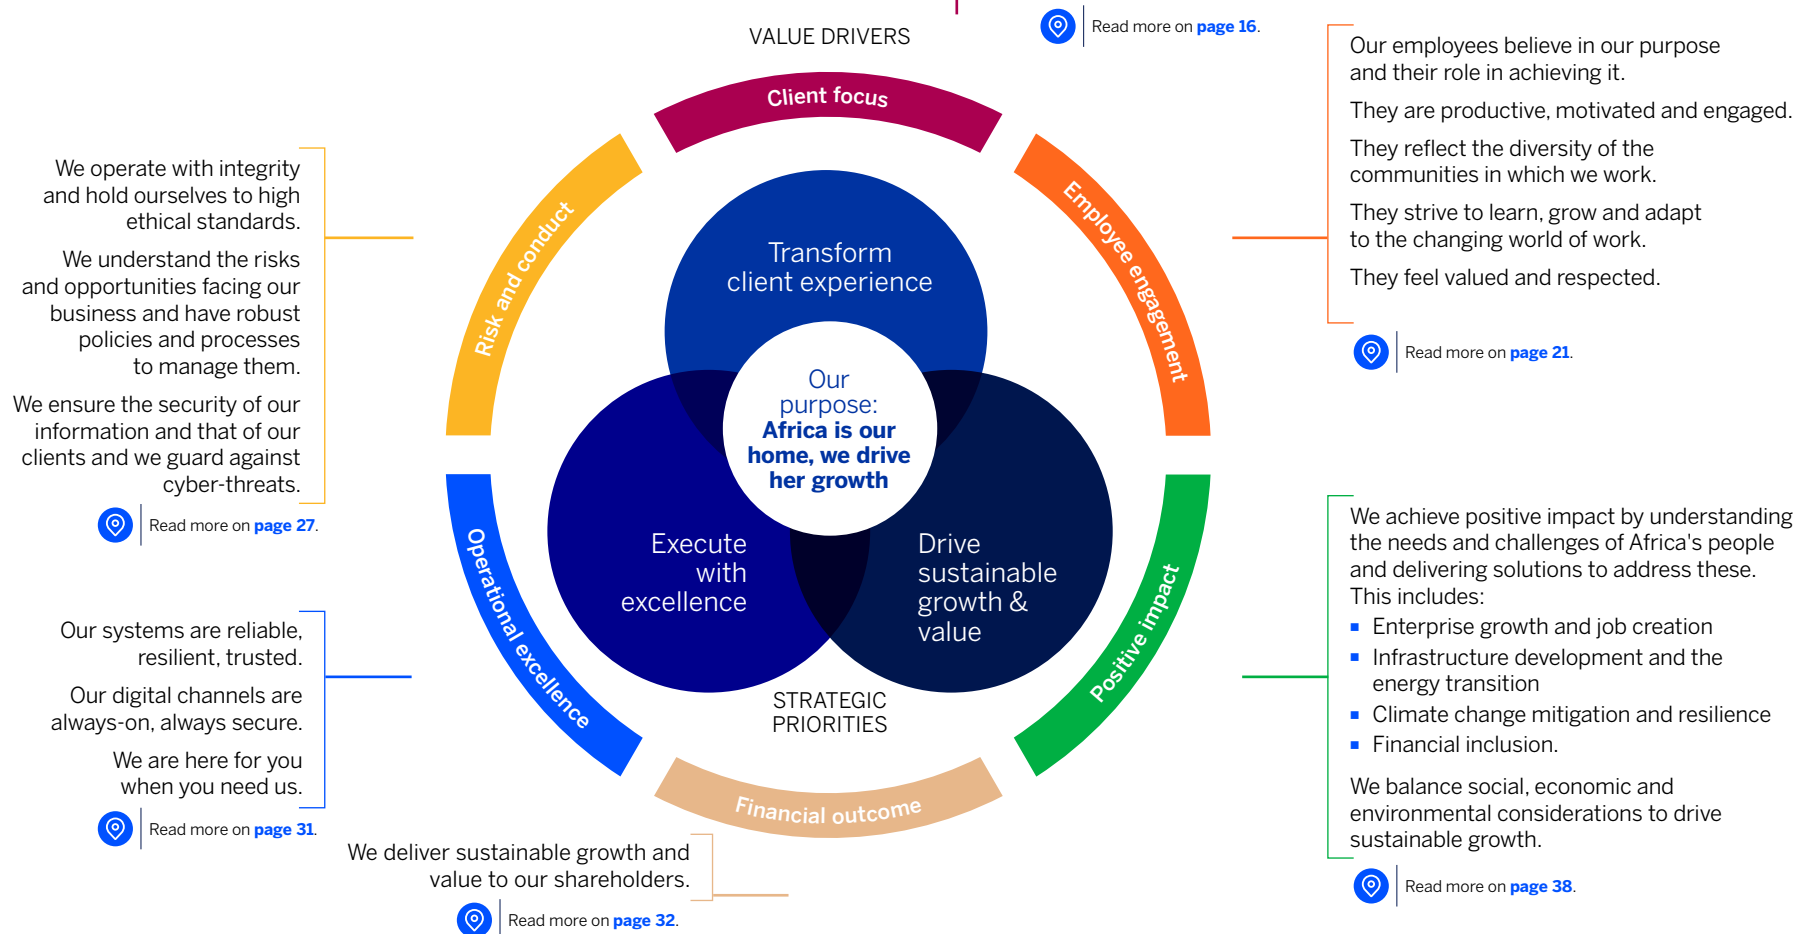 Read more on page 16.
VALUE DRIVERS
Client focus
Our employees believe in our purpose
and their role in achieving it.
They are productive, motivated and engaged.
They reflect the diversity of the
communities in which we work.
They strive to learn, grow and adapt
to the changing world of work.
They feel valued and respected.
Read more on page 21.
Employee engagement
We operate with integrity
and hold ourselves to high
ethical standards.
We understand the risks
and opportunities facing our
business and have robust
policies and processes
to manage them.
We ensure the security of our
information and that of our
clients and we guard against
cyber-threats.
Read more on page 27.
Risk and conduct
Transform
client experience
Our
purpose:
Africa is our
home, we drive
her growth
Execute
with
excellence
Drive
sustainable
growth &
value
STRATEGIC
PRIORITIES
Operational excellence
Our systems are reliable,
resilient, trusted.
Our digital channels are
always-on, always secure.
We are here for you
when you need us.
Read more on page 31.
Positive impact
We achieve positive impact by understanding
the needs and challenges of Africa's people
and delivering solutions to address these.
This includes:
▪ Enterprise growth and job creation
▪ Infrastructure development and the
energy transition
▪ Climate change mitigation and resilience
▪ Financial inclusion.
We balance social, economic and
environmental considerations to drive
sustainable growth.
Read more on page 38.
Financial outcome
We deliver sustainable growth and
value to our shareholders.
Read more on page 32.